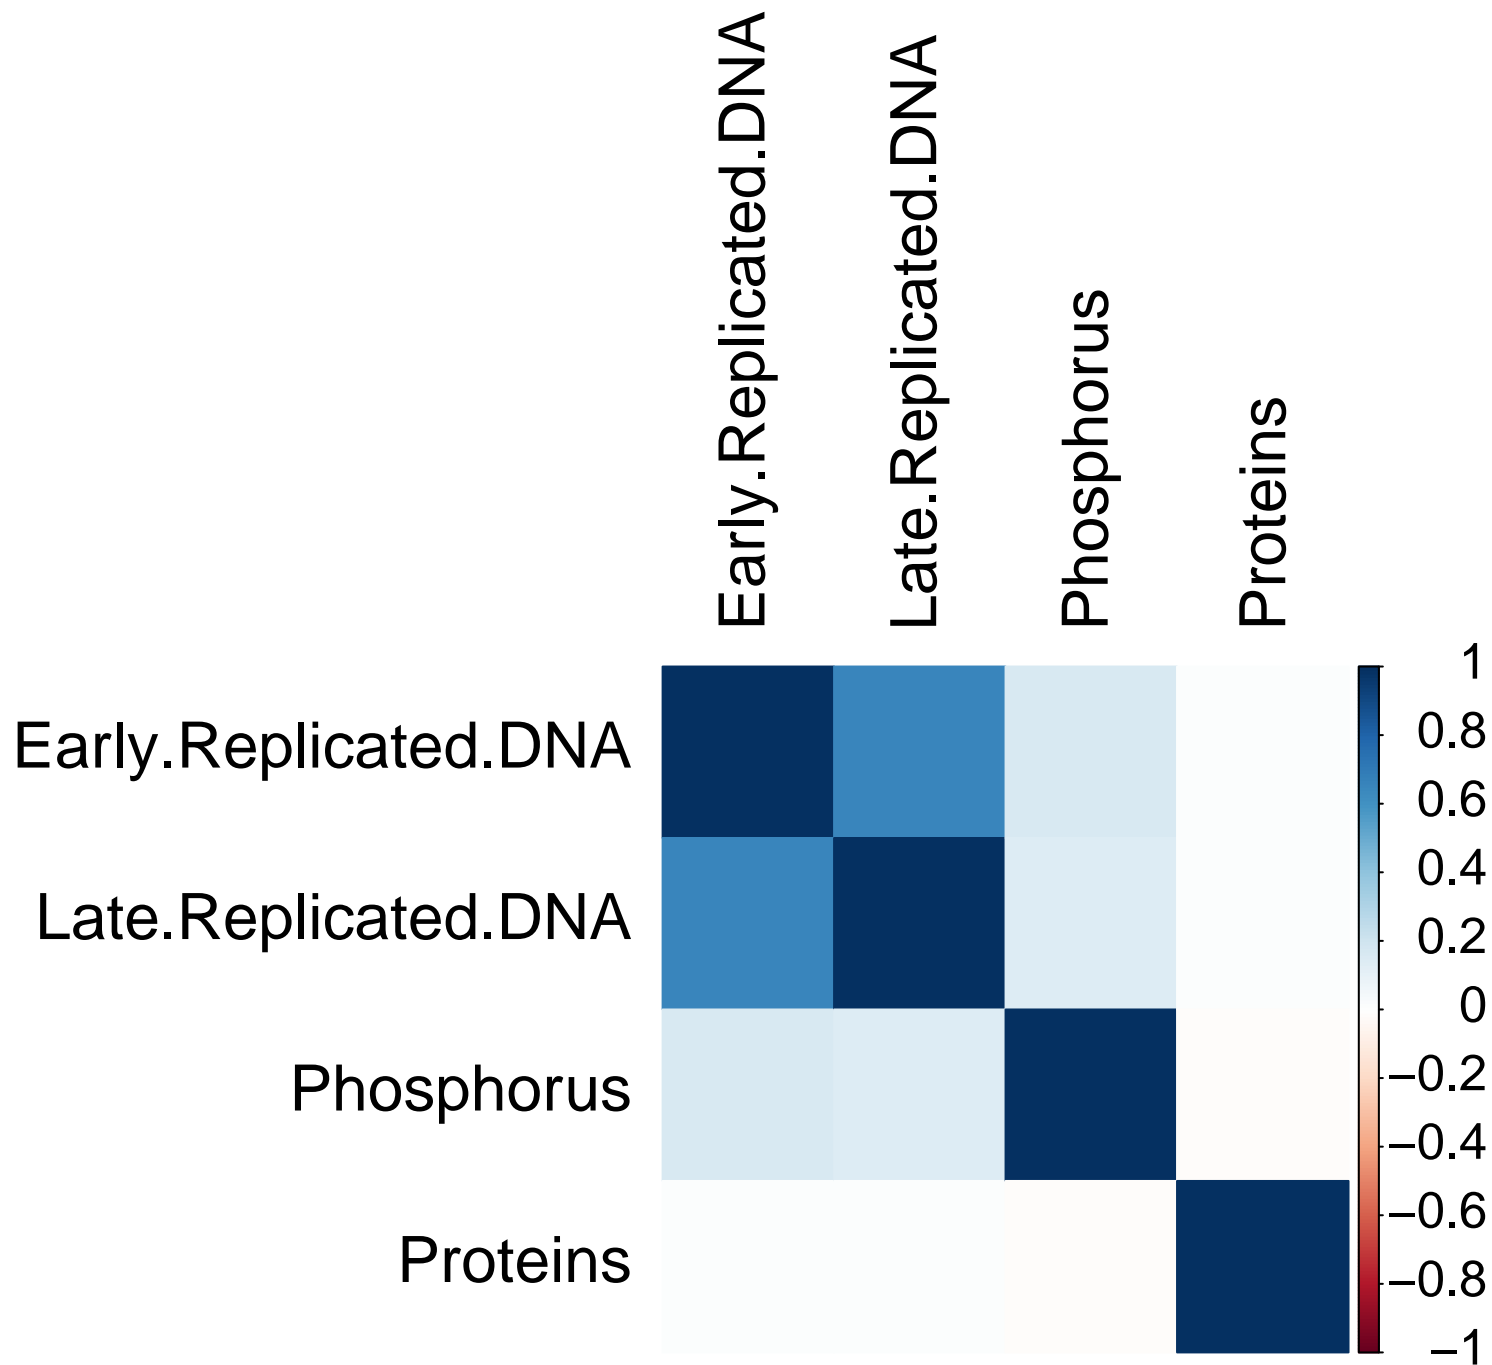 Early.Replicated.DNA
Late.Replicated.DNA
Phosphorus
Proteins
Early.Replicated.DNA
Late.Replicated.DNA
Phosphorus
Proteins
1
0.8
0.6
0.4
0.2
0
−0.2
−0.4
−0.6
−0.8
−1